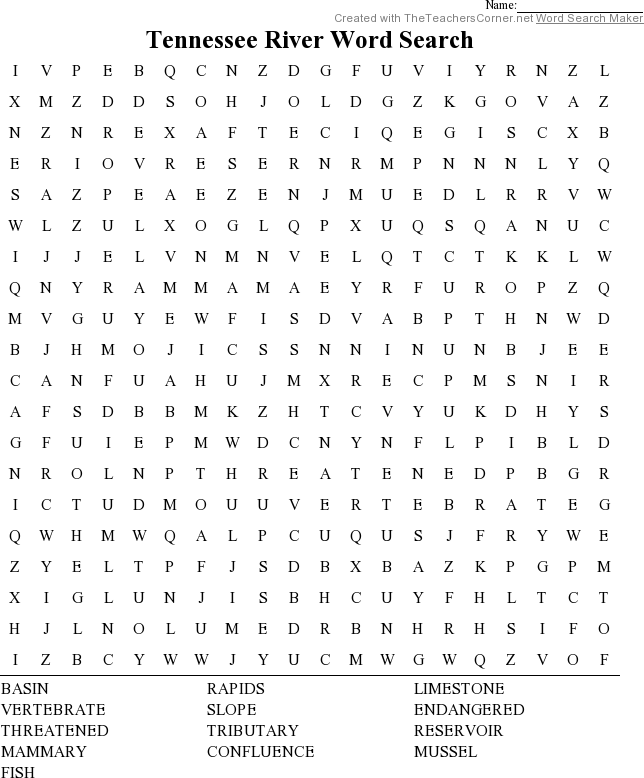 Name:
Created with TheTeachersCorner.net Word Search Maker
Tennessee River Word Search
I V P E B Q C N Z D G F U V I Y R N Z L
X M Z D D S O H J O L D G Z K G O V A Z
N Z N R E X A F T E C I Q E G I S C X B
E R I O V R E S E R N R M P N N N L Y Q
S A Z P E A E Z E N J M U E D L R R V W
W L Z U L X O G L Q P X U Q S Q A N U C
I J J E L V N M N V E L Q T C T K K L W
Q N Y R A M M A M A E Y R F U R O P Z Q
M V G U Y E W F I S D V A B P T H N W D
B J H M O J I C S S N N I N U N B J E E
C A N F U A H U J M X R E C P M S N I R
A F S D B B M K Z H T C V Y U K D H Y S
G F U I E P M W D C N Y N F L P I B L D
N R O L N P T H R E A T E N E D P B G R
I C T U D M O U U V E R T E B R A T E G
Q W H M W Q A L P C U Q U S J F R Y W E
Z Y E L T P F J S D B X B A Z K P G P M
X I G L U N J I S B H C U Y F H L T C T
H J L N O L U M E D R B N H R H S I F O
I Z B C Y W W J Y U C M W G W Q Z V O F
BASIN RAPIDS LIMESTONE
VERTEBRATE SLOPE ENDANGERED
THREATENED TRIBUTARY RESERVOIR
MAMMARY CONFLUENCE MUSSEL
FISH